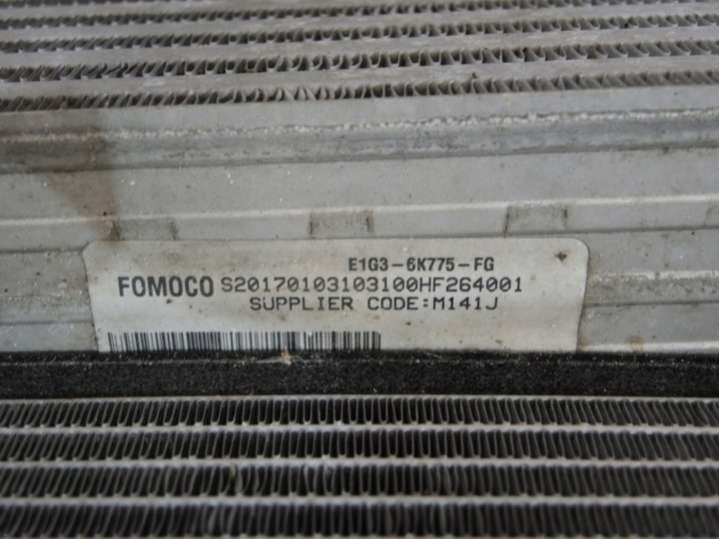 E1G3-6K775-FG
FOMOCO S20170103103100HF264001
SUPPLIER CODE:M141J